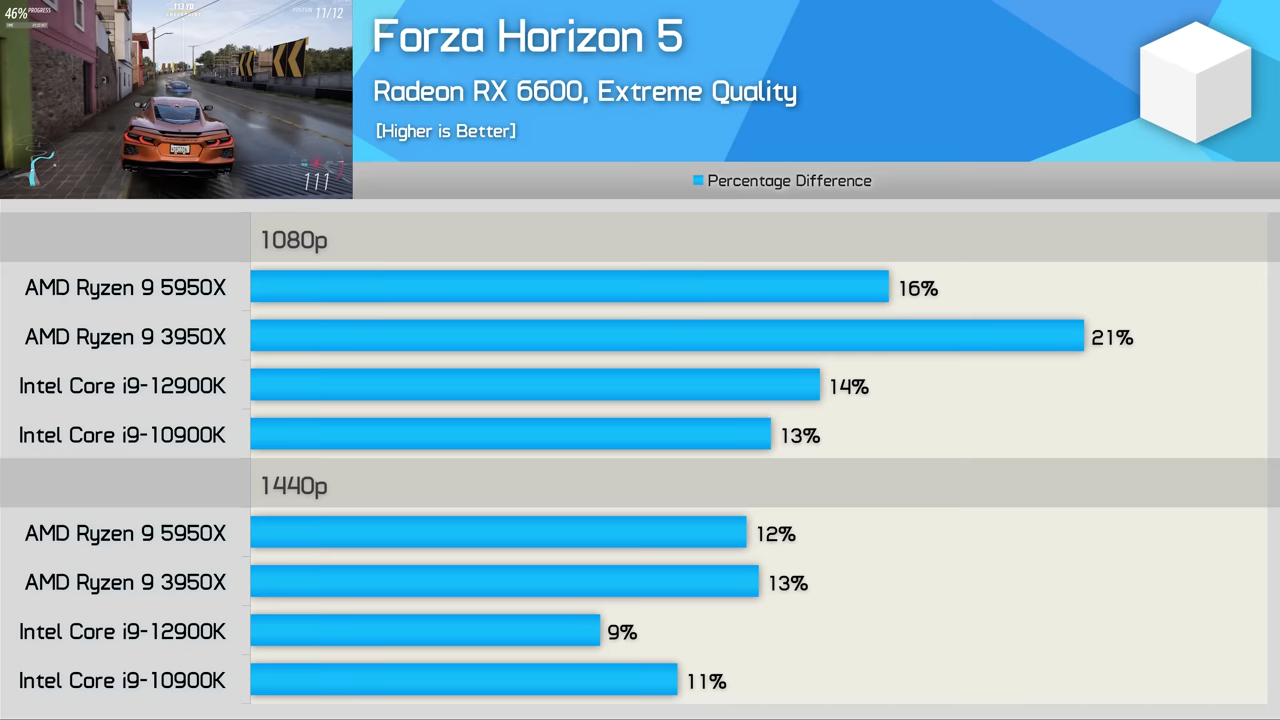 46% PROGRESS
11/12
111
Forza Horizon 5
Radeon RX 6600, Extreme Quality
[Higher is Better]
Percentage Difference
1080p
AMD Ryzen 9 5950X 16%
AMD Ryzen 9 3950X 21%
Intel Core i9-12900K 14%
Intel Core i9-10900K 13%
1440p
AMD Ryzen 9 5950X 12%
AMD Ryzen 9 3950X 13%
Intel Core i9-12900K 9%
Intel Core i9-10900K 11%